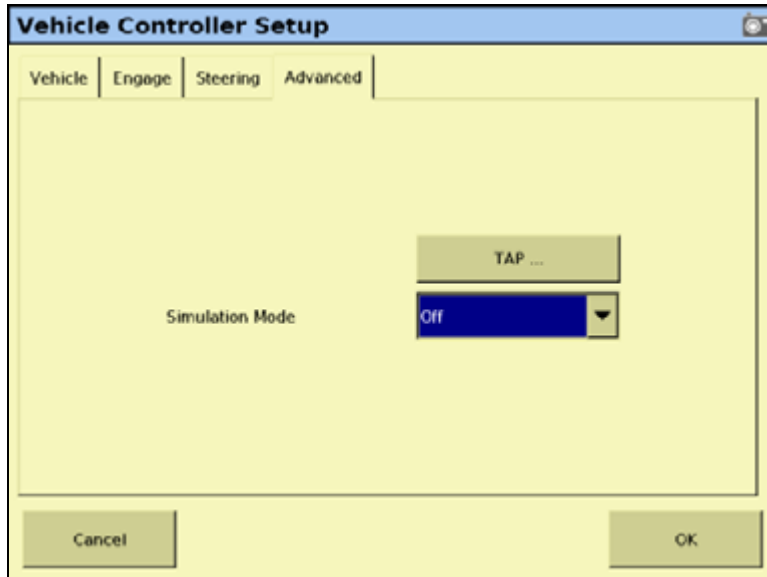 Vehicle Controller Setup
Vehicle Engage Steering Advanced
TAP ...
Simulation Mode Off
Cancel OK